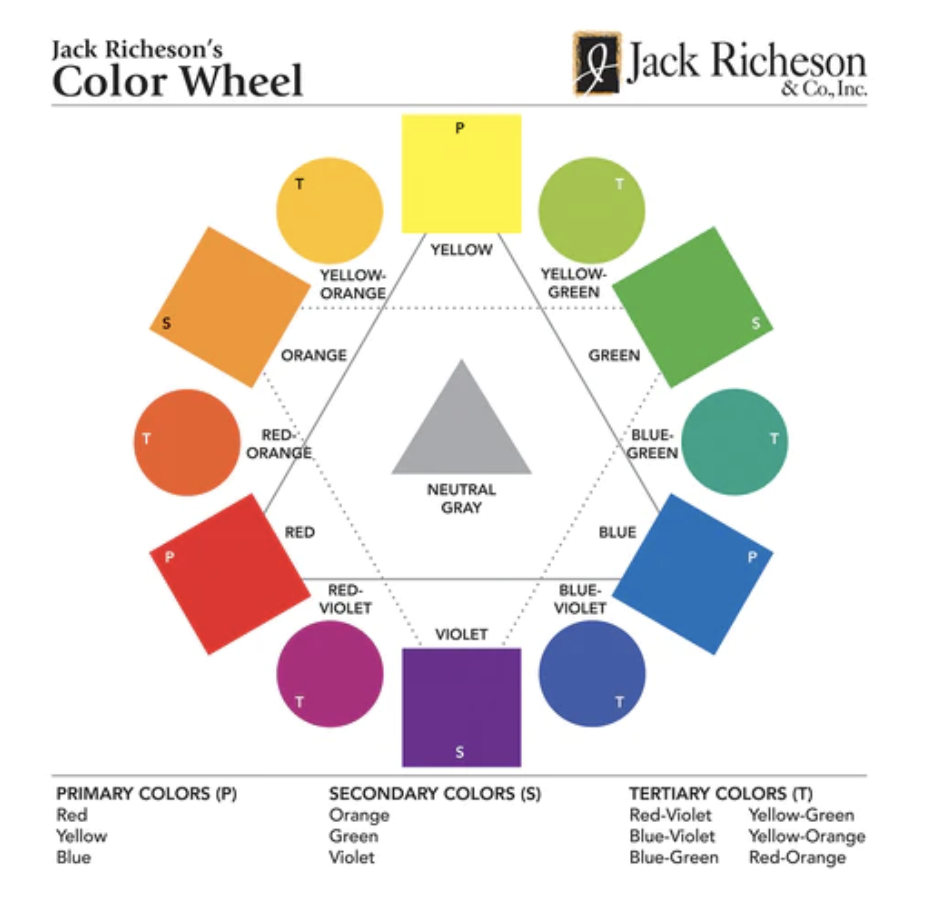 Jack Richeson's
Color Wheel
Jack Richeson
& Co., Inc.
P
YELLOW
T
YELLOW-
GREEN
S
GREEN
T
BLUE-
GREEN
P
BLUE
T
BLUE-
VIOLET
S
VIOLET
T
RED-
VIOLET
P
RED
T
RED-
ORANGE
S
ORANGE
T
YELLOW-
ORANGE
NEUTRAL
GRAY
PRIMARY COLORS (P)
Red
Yellow
Blue
SECONDARY COLORS (S)
Orange
Green
Violet
TERTIARY COLORS (T)
Red-Violet Yellow-Green
Blue-Violet Yellow-Orange
Blue-Green Red-Orange